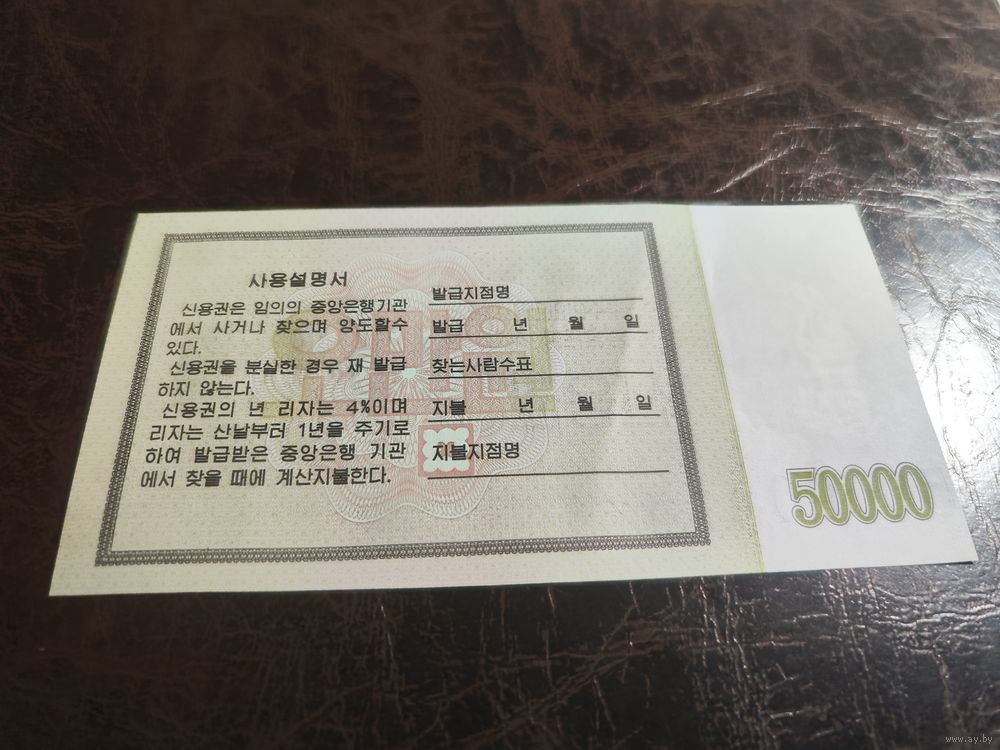 사용설명서
신용권은 임의의 중앙은행기관
에서 사거나 찾으며 양도할수
있다.
신용권을 분실한 경우 재 발급
하지 않는다.
신용권의 년 리자는 4%이며
리자는 산날부터 1년을 주기로
하여 발급받은 중앙은행 기관
에서 찾을 때에 계산지불한다.
발급지점명
발급 년 월 일
찾는사람수표
지불 년 월 일
지불지점명
50000
www.ay.by